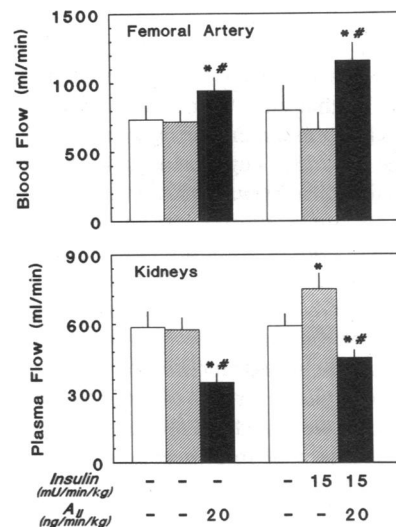 Femoral Artery
Blood Flow (ml/min)
1500
1000
500
0
*#
*#
Kidneys
Plasma Flow (ml/min)
900
600
300
0
*#
*
*#
Insulin - - - - 15 15
(mU/min/kg)
AII - - 20 - - 20
(ng/min/kg)